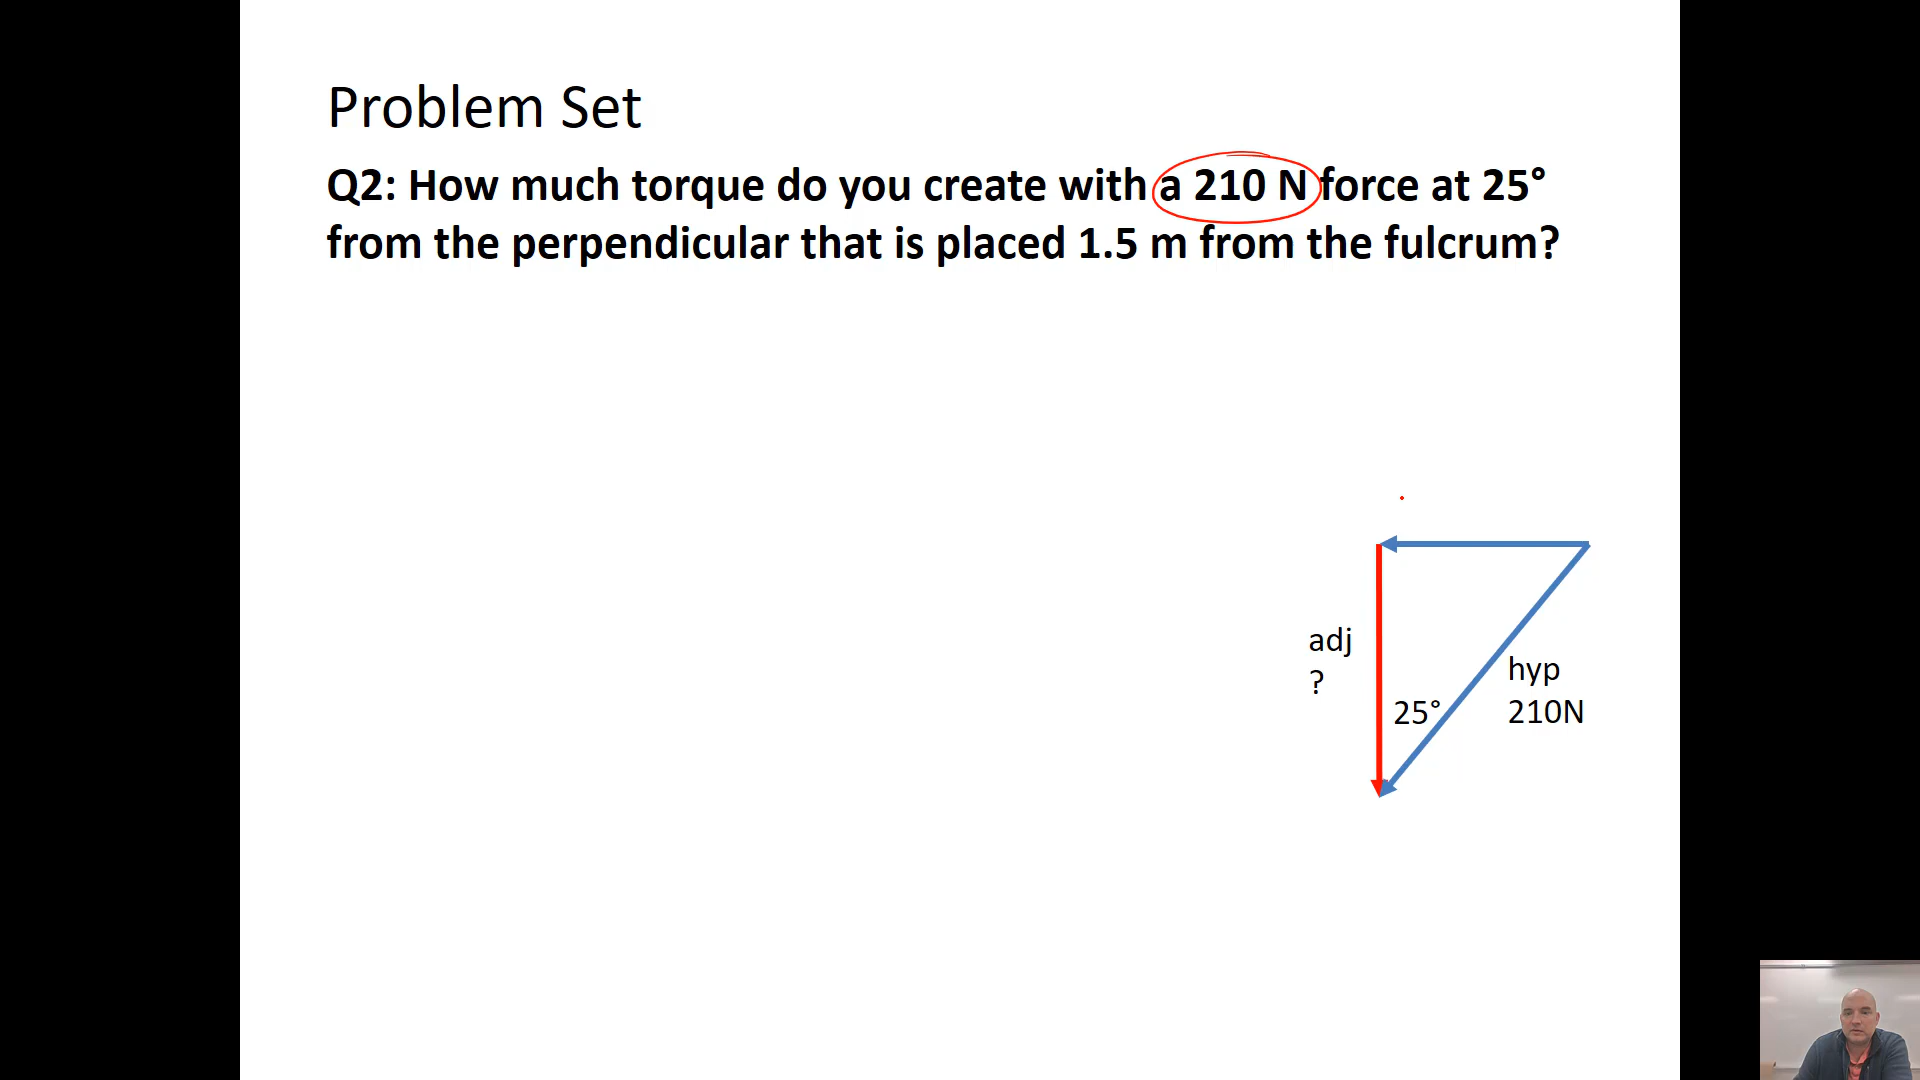 Problem Set
Q2: How much torque do you create with a 210 N force at 25°
from the perpendicular that is placed 1.5 m from the fulcrum?
adj
?
25°
hyp
210N